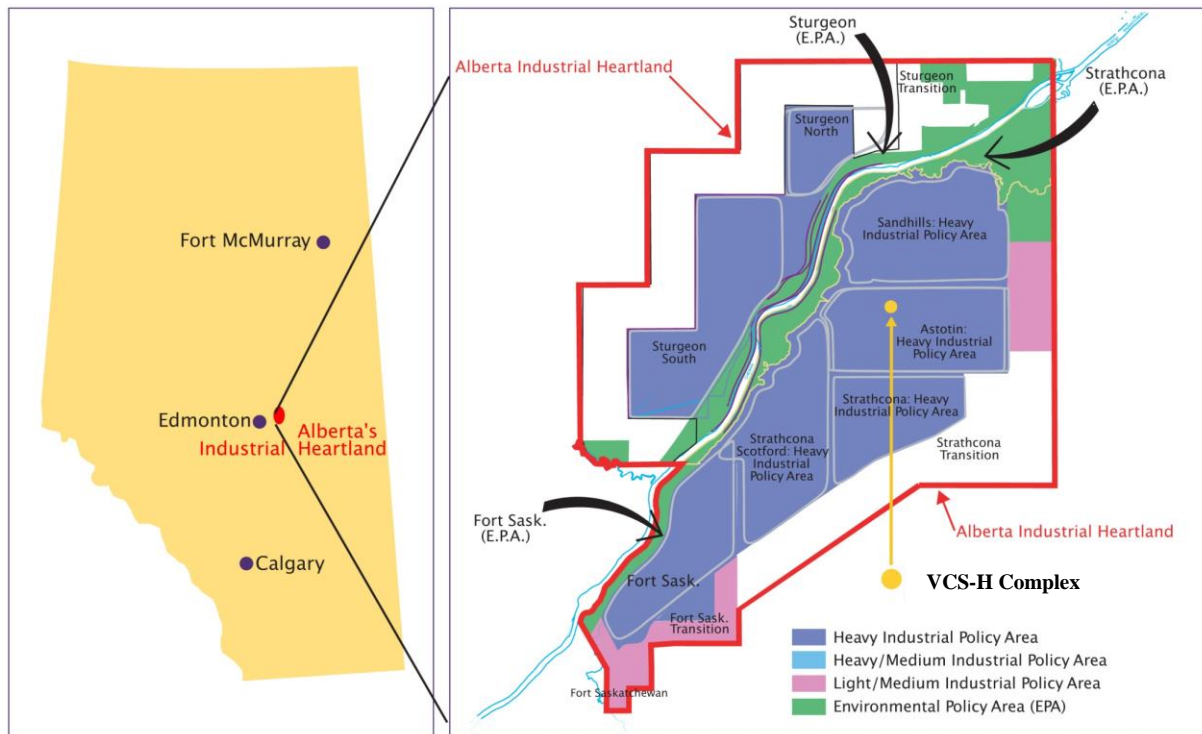 Fort McMurray
Edmonton
Industrial
Alberta's
Heartland
Calgary
Sturgeon
(E.P.A.)
Alberta Industrial Heartland
Sturgeon
Transition
Strathcona
(E.P.A.)
Sturgeon
North
Sandhills: Heavy
Industrial Policy Area
Astotin:
Heavy Industrial
Policy Area
Sturgeon
South
Strathcona: Heavy
Industrial Policy Area
Strathcona
Scotford: Heavy
Industrial
Policy Area
Strathcona
Transition
Fort Sask.
(E.P.A.)
Alberta Industrial Heartland
Fort Sask.
VCS-H Complex
Fort Sask.
Transition
Fort Saskatchewan
Heavy Industrial Policy Area
Heavy/Medium Industrial Policy Area
Light/Medium Industrial Policy Area
Environmental Policy Area (EPA)